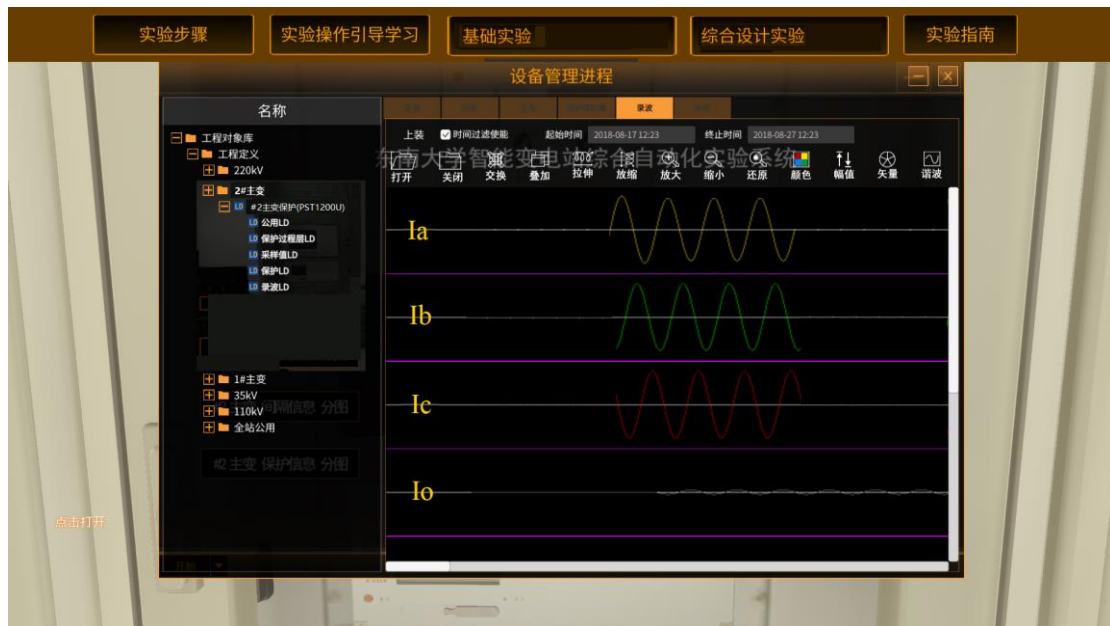 实验步骤
实验操作引导学习
基础实验
综合设计实验
实验指南
设备管理进程
名称
工程对象库
工程定义
220kV
2#主变
#2主变保护(PST1200U)
公用LD
保护过程层LD
采样值LD
保护LD
录波LD
1#主变
35kV
110kV
全站公用
间隔信息 分图
#2 主变 保护信息 分图
点击打开
开始
录波
上装 时间过滤使能 起始时间 2018-08-17 12:23 终止时间 2018-08-27 12:23
东南大学智能变电站综合自动化实验系统
打开 关闭 交换 叠加 拉伸 放缩 放大 缩小 还原 颜色 幅值 矢量 谐波
Ia
Ib
Ic
Io